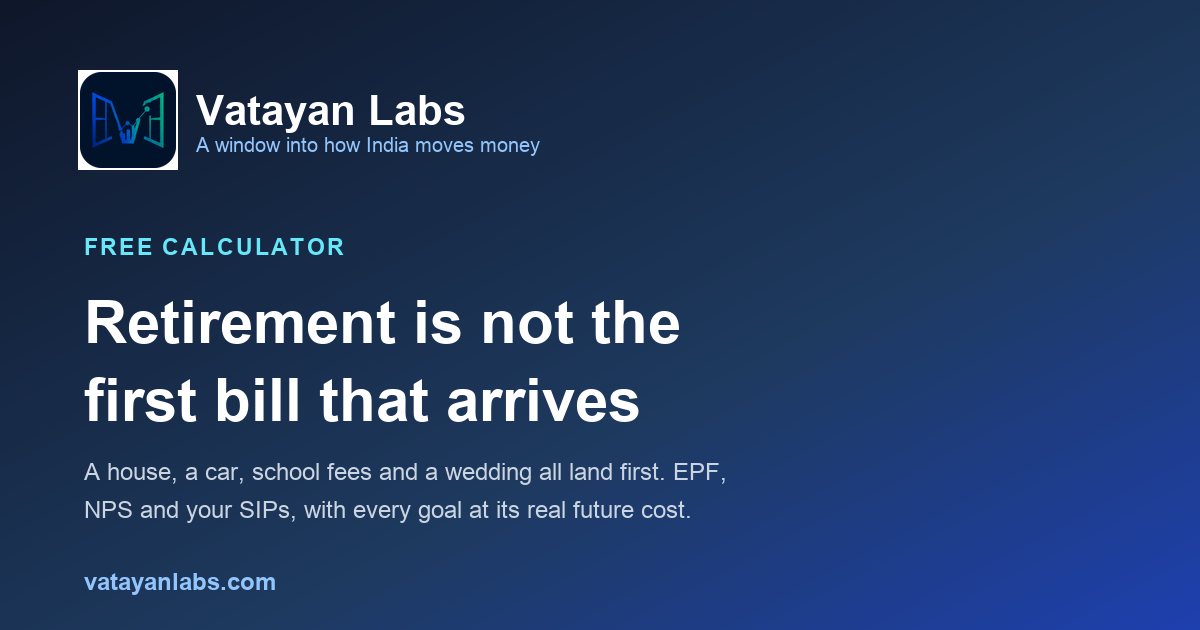 Vatayan Labs
A window into how India moves money
FREE CALCULATOR
Retirement is not the
first bill that arrives
A house, a car, school fees and a wedding all land first. EPF,
NPS and your SIPs, with every goal at its real future cost.
vatayanlabs.com